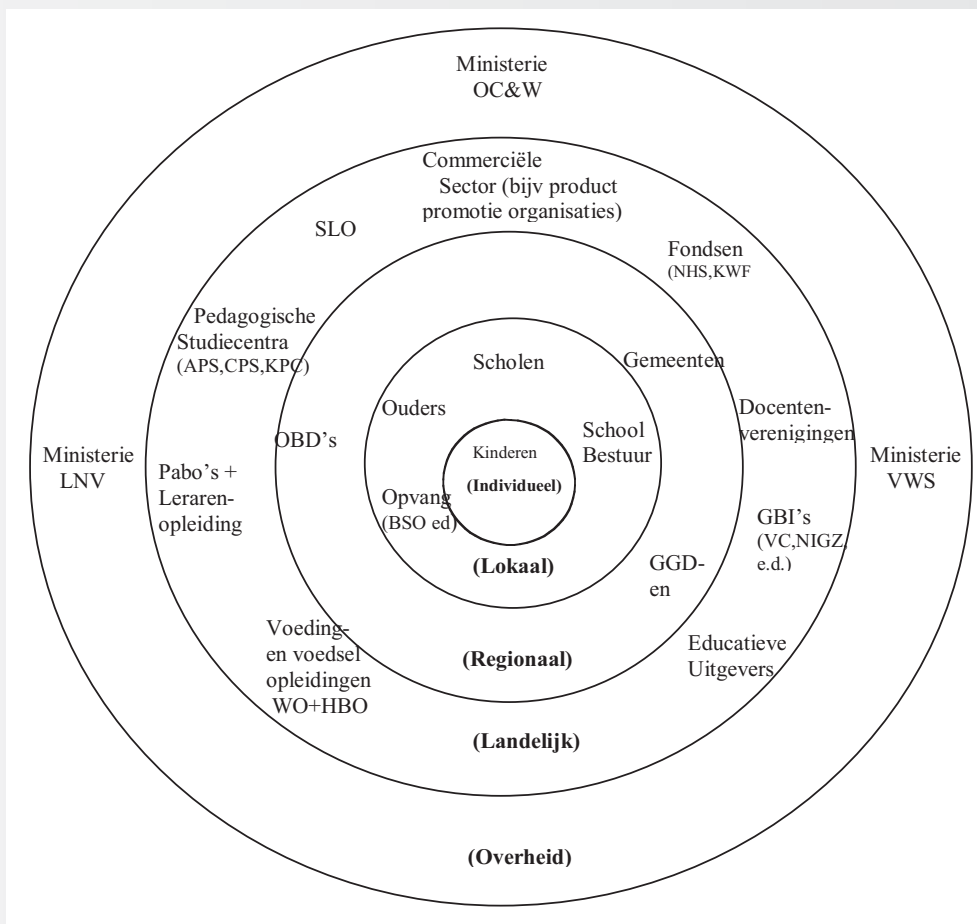 Ministerie
OC&W
Commerciële
Sector (bijv product
promotie organisaties)
SLO
Fondsen
(NHS,KWF
Pedagogische
Studiecentra
(APS,CPS,KPC)
Scholen
Gemeenten
Ouders
Docenten-
verenigingen
OBD's
School
Bestuur
Kinderen
(Individueel)
Ministerie
LNV
Ministerie
VWS
Pabo's +
Leraren-
opleiding
Opvang
(BSO ed)
GBI's
(VC,NIGZ,
e.d.)
(Lokaal)
GGD-
en
Voeding-
en voedsel
opleidingen
WO+HBO
Educatieve
Uitgevers
(Regionaal)
(Landelijk)
(Overheid)